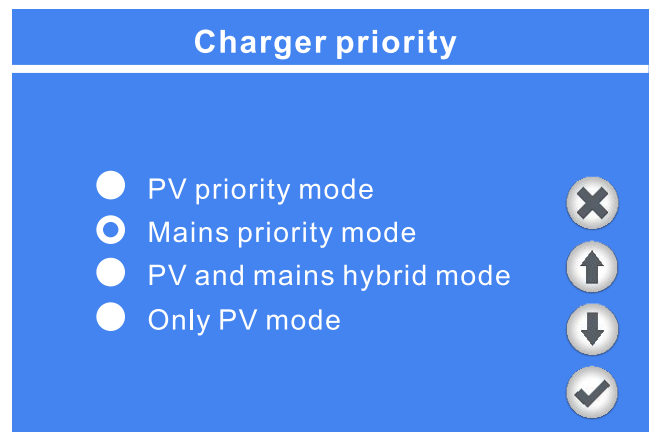 Charger priority
PV priority mode
Mains priority mode
PV and mains hybrid mode
Only PV mode